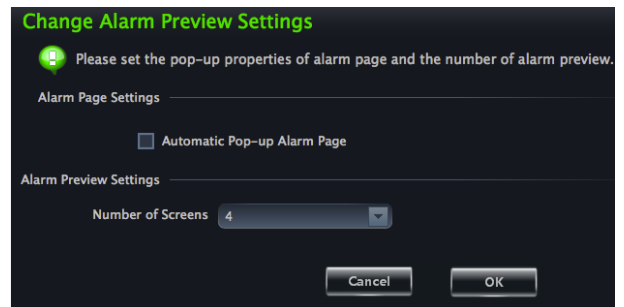 Change Alarm Preview Settings
Please set the pop-up properties of alarm page and the number of alarm preview.
Alarm Page Settings
Automatic Pop-up Alarm Page
Alarm Preview Settings
Number of Screens 4
Cancel OK